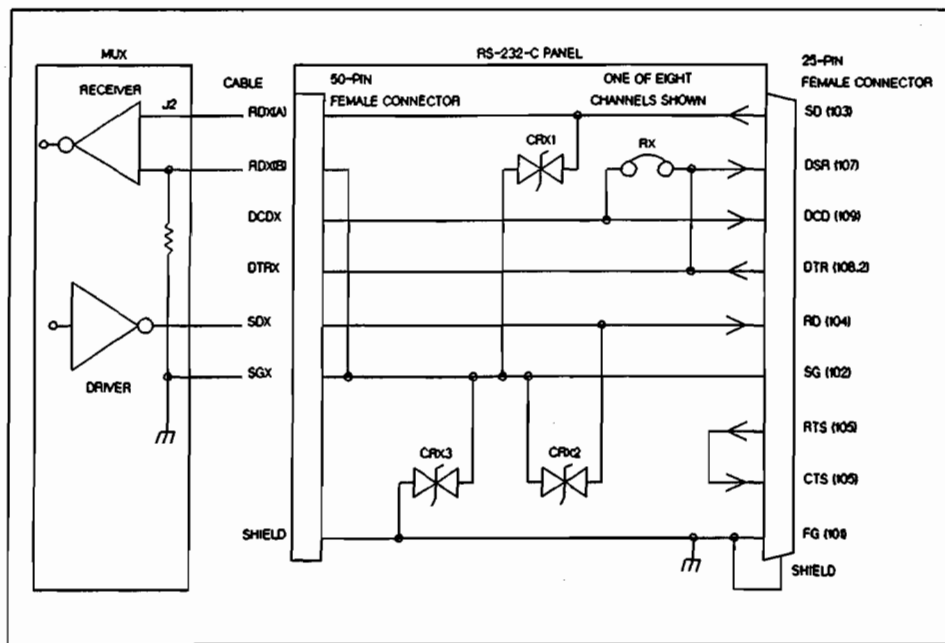 MUX
RS-232-C PANEL
25-PIN
FEMALE CONNECTOR
RECEIVER
J2
CABLE
50-PIN
FEMALE CONNECTOR
ONE OF EIGHT
CHANNELS SHOWN
RDX(A)
SD (103)
CRX1
RX
RDX(B)
DSR (107)
DCDX
DCD (109)
DTRX
DTR (108.2)
SDX
RD (104)
DRIVER
SGX
SG (102)
RTS (105)
CRX3
CRX2
CTS (105)
SHIELD
FG (101)
SHIELD